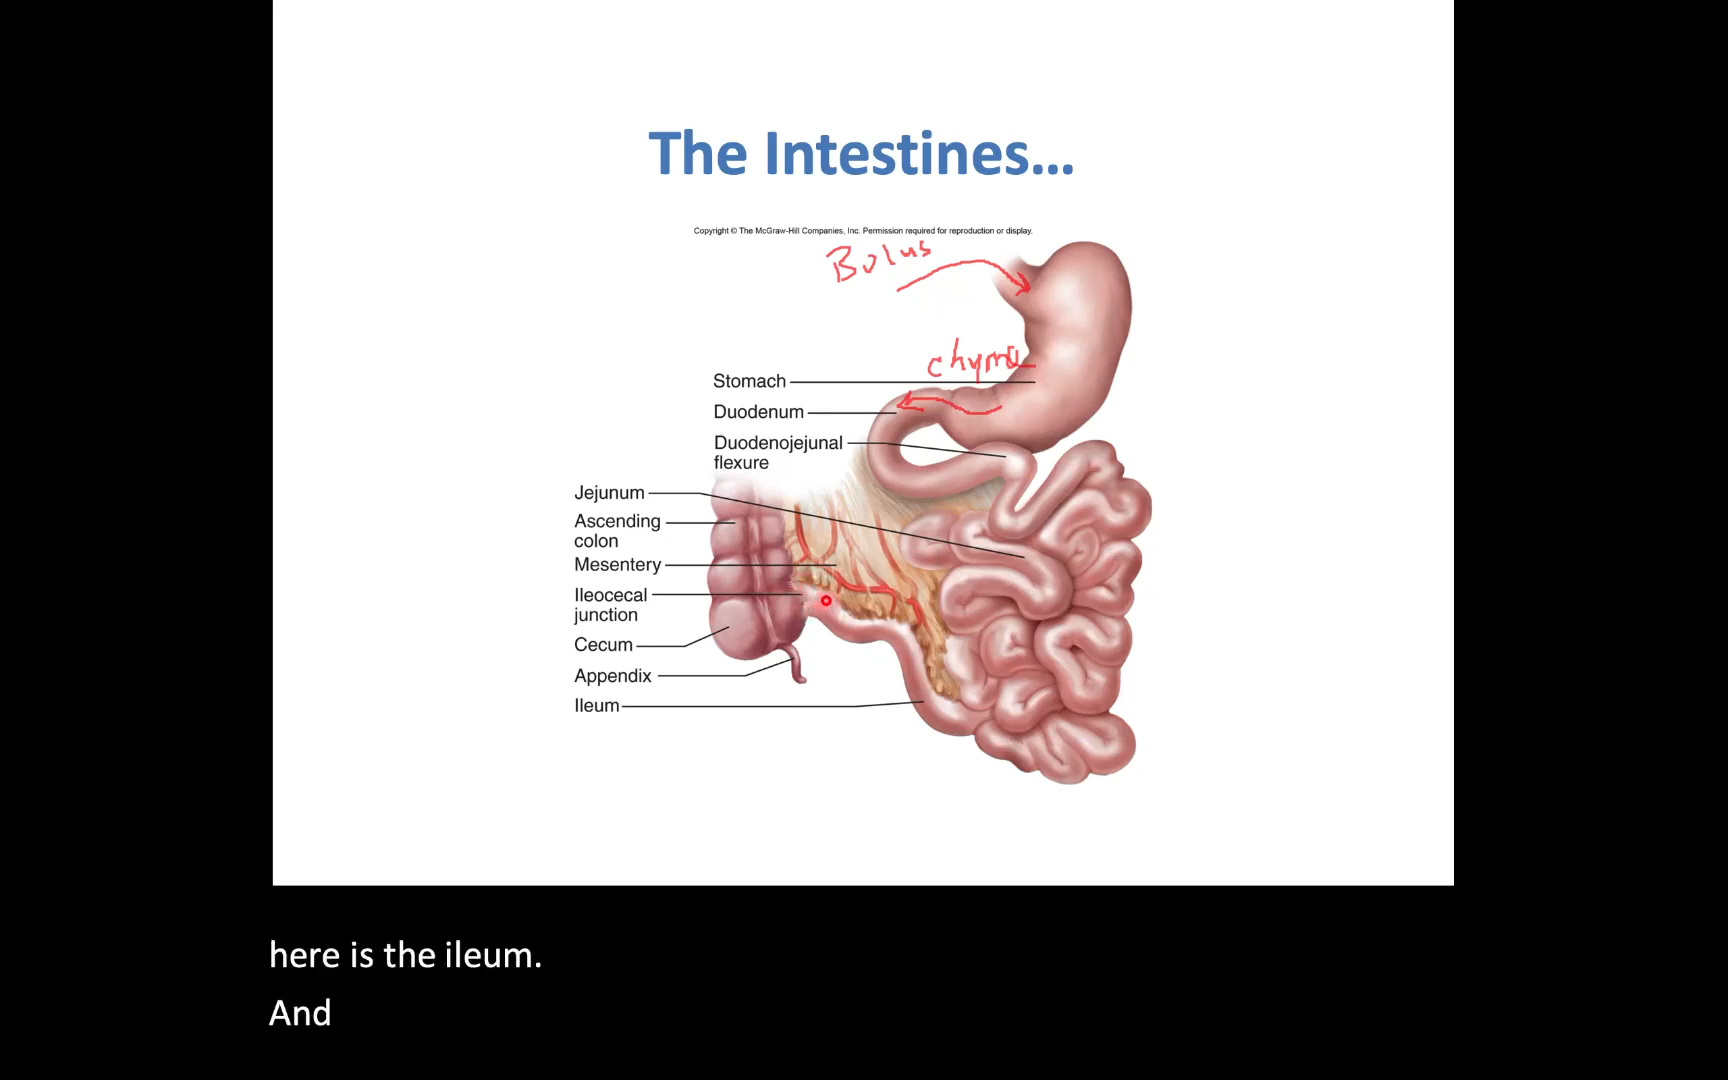 The Intestines...
Copyright © The McGraw-Hill Companies, Inc. Permission required for reproduction or display.
Bolus
chyme
Stomach
Duodenum
Duodenojejunal
flexure
Jejunum
Ascending
colon
Mesentery
Ileocecal
junction
Cecum
Appendix
Ileum
here is the ileum.
And